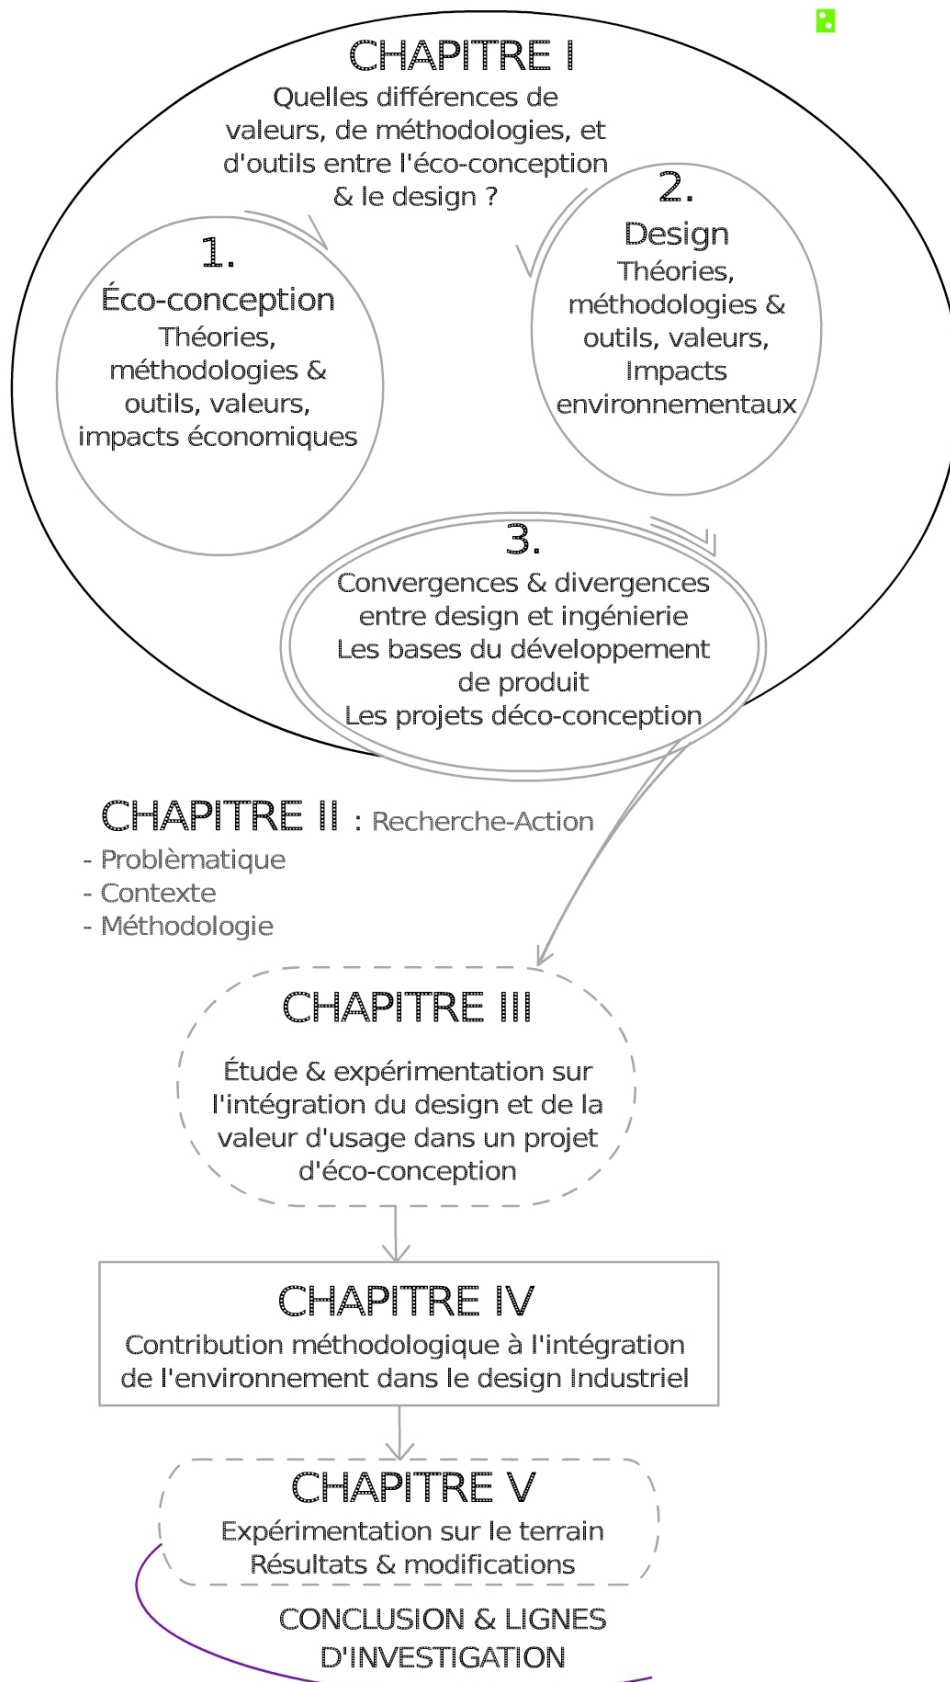 CHAPITRE I
Quelles différences de
valeurs, de méthodologies, et
d'outils entre l'éco-conception
& le design ?
1.
Éco-conception
Théories,
méthodologies &
outils, valeurs,
impacts économiques
2.
Design
Théories,
méthodologies &
outils, valeurs,
Impacts
environnementaux
3.
Convergences & divergences
entre design et ingénierie
Les bases du développement
de produit
Les projets déco-conception
CHAPITRE II : Recherche-Action
- Problèmatique
- Contexte
- Méthodologie
CHAPITRE III
Étude & expérimentation sur
l'intégration du design et de la
valeur d'usage dans un projet
d'éco-conception
CHAPITRE IV
Contribution méthodologique à l'intégration
de l'environnement dans le design Industriel
CHAPITRE V
Expérimentation sur le terrain
Résultats & modifications
CONCLUSION & LIGNES
D'INVESTIGATION